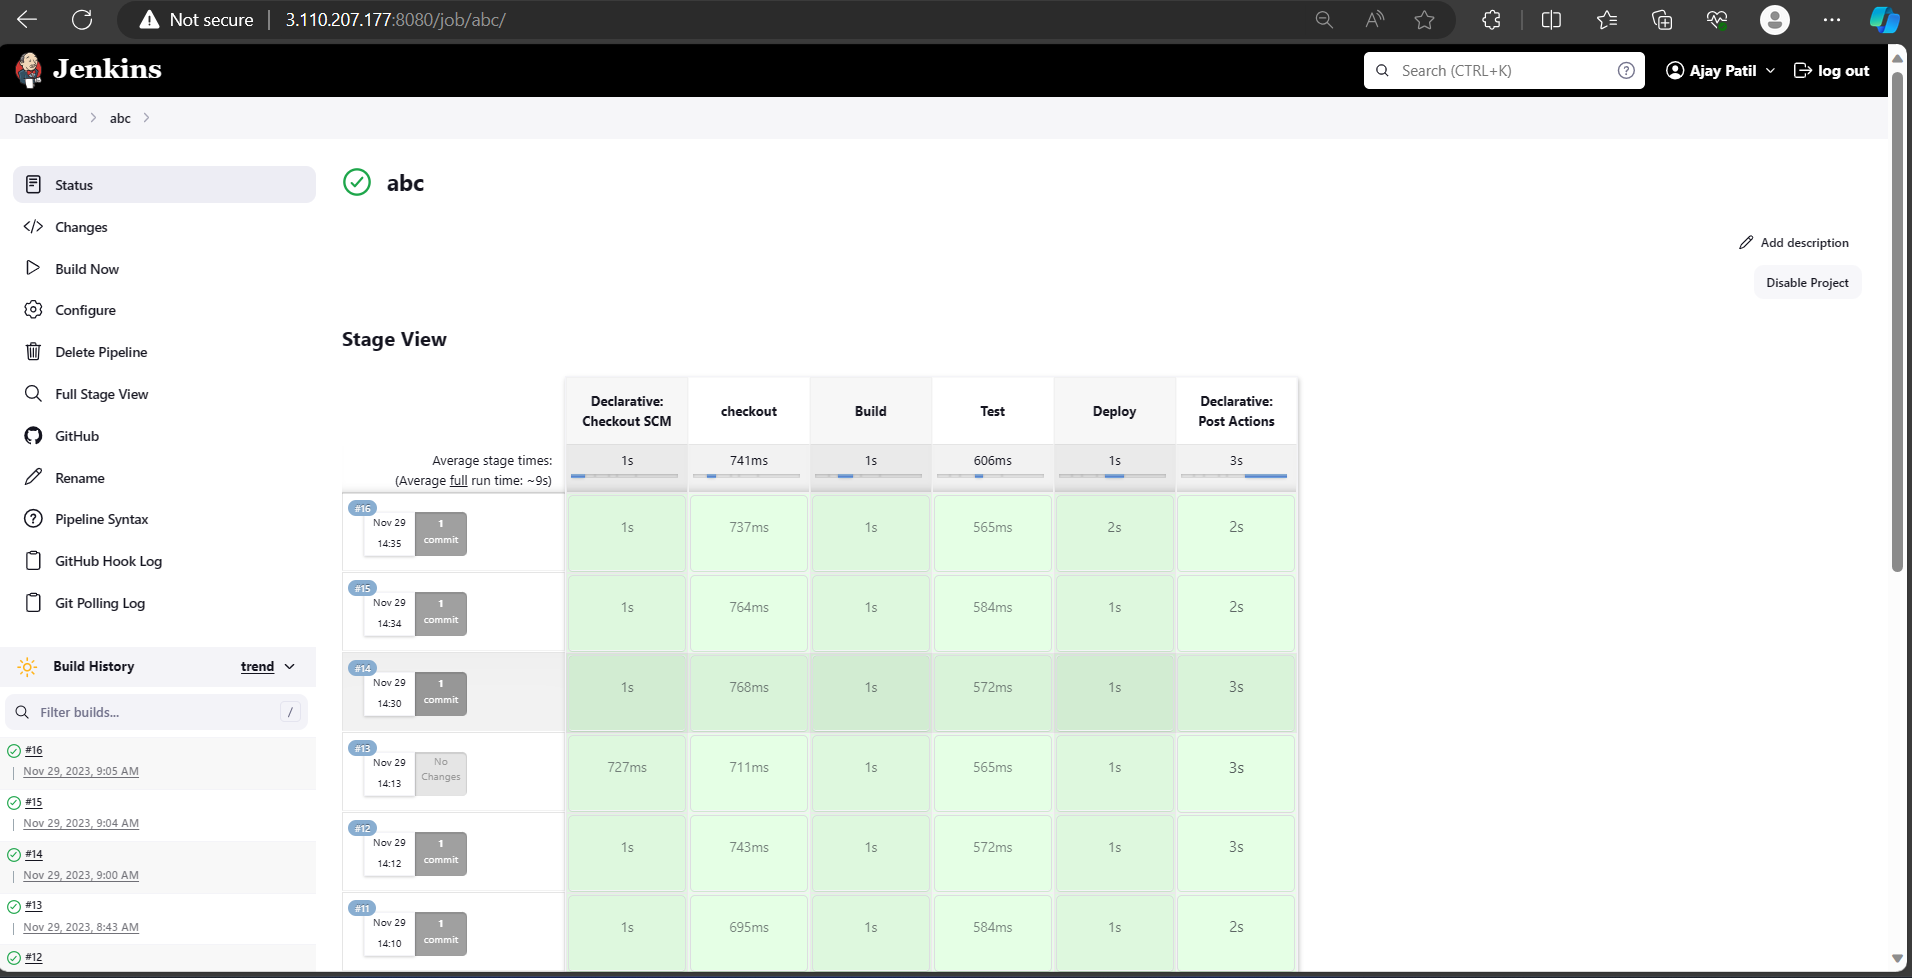 Not secure
3.110.207.177:8080/job/abc/
Jenkins
Search (CTRL+K)
Ajay Patil
log out
Dashboard
abc
Status
Changes
Build Now
Configure
Delete Pipeline
Full Stage View
GitHub
Rename
Pipeline Syntax
GitHub Hook Log
Git Polling Log
Build History
trend
Filter builds...
/
#16
Nov 29, 2023, 9:05 AM
#15
Nov 29, 2023, 9:04 AM
#14
Nov 29, 2023, 9:00 AM
#13
Nov 29, 2023, 8:43 AM
#12
abc
Add description
Disable Project
Stage View
Declarative: Checkout SCM
checkout
Build
Test
Deploy
Declarative: Post Actions
Average stage times:
(Average full run time: ~9s)
1s 741ms 1s 606ms 1s 3s
#16
Nov 29
14:35
1
commit
1s 737ms 1s 565ms 2s 2s
#15
Nov 29
14:34
1
commit
1s 764ms 1s 584ms 1s 2s
#14
Nov 29
14:30
1
commit
1s 768ms 1s 572ms 1s 3s
#13
Nov 29
14:13
No
Changes
727ms 711ms 1s 565ms 1s 3s
#12
Nov 29
14:12
1
commit
1s 743ms 1s 572ms 1s 3s
#11
Nov 29
14:10
1
commit
1s 695ms 1s 584ms 1s 2s